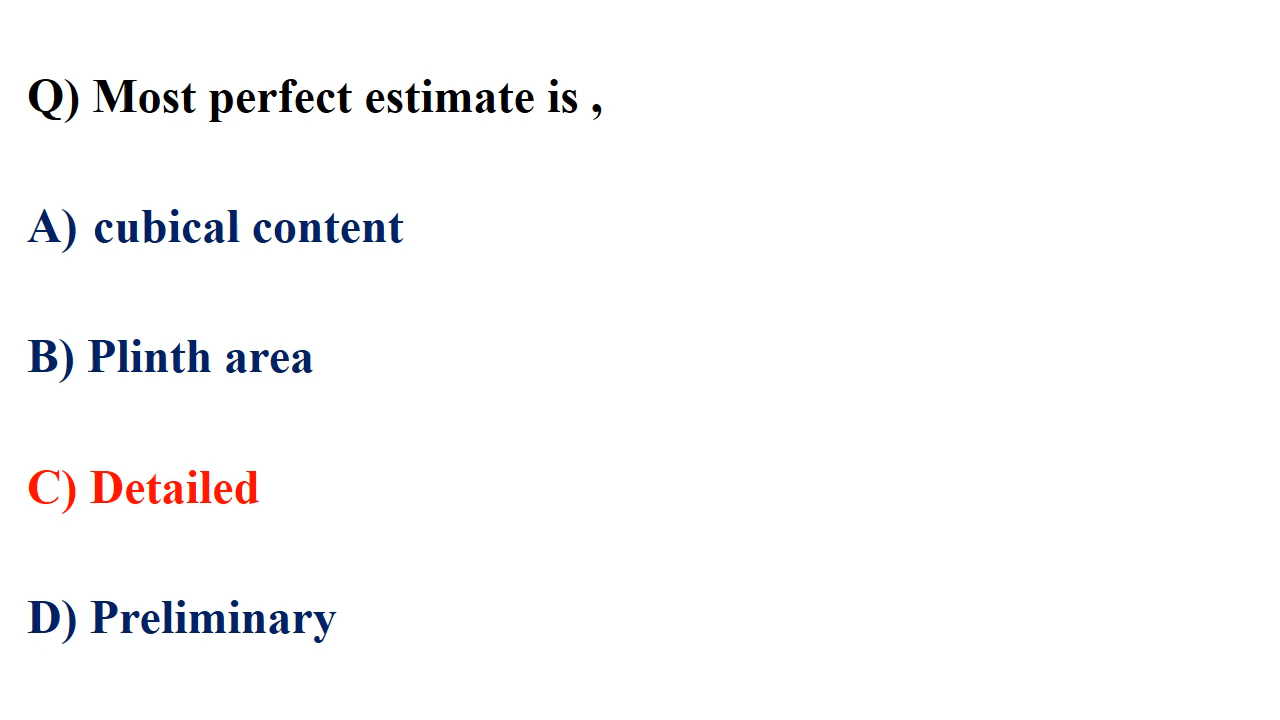 Q) Most perfect estimate is ,
A) cubical content
B) Plinth area
C) Detailed
D) Preliminary